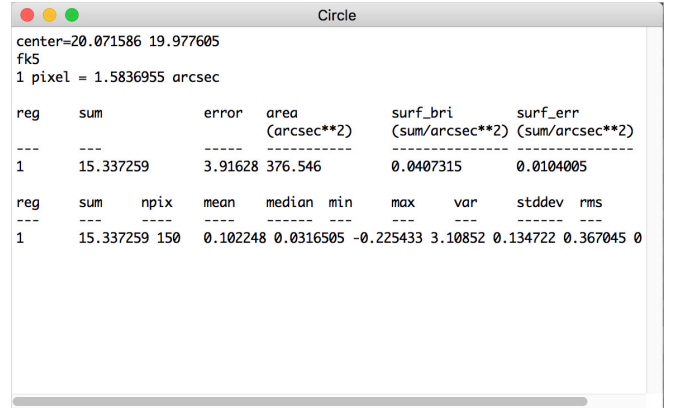 Circle
center=20.071586 19.977605
fk5
1 pixel = 1.5836955 arcsec
reg sum error area surf_bri surf_err
(arcsec**2) (sum/arcsec**2) (sum/arcsec**2)
--- --- ----- ----------- --------------- ---------------
1 15.337259 3.91628 376.546 0.0407315 0.0104005
reg sum npix mean median min max var stddev rms
--- --- ---- ---- ------ --- --- --- ------ ---
1 15.337259 150 0.102248 0.0316505 -0.225433 3.10852 0.134722 0.367045 0